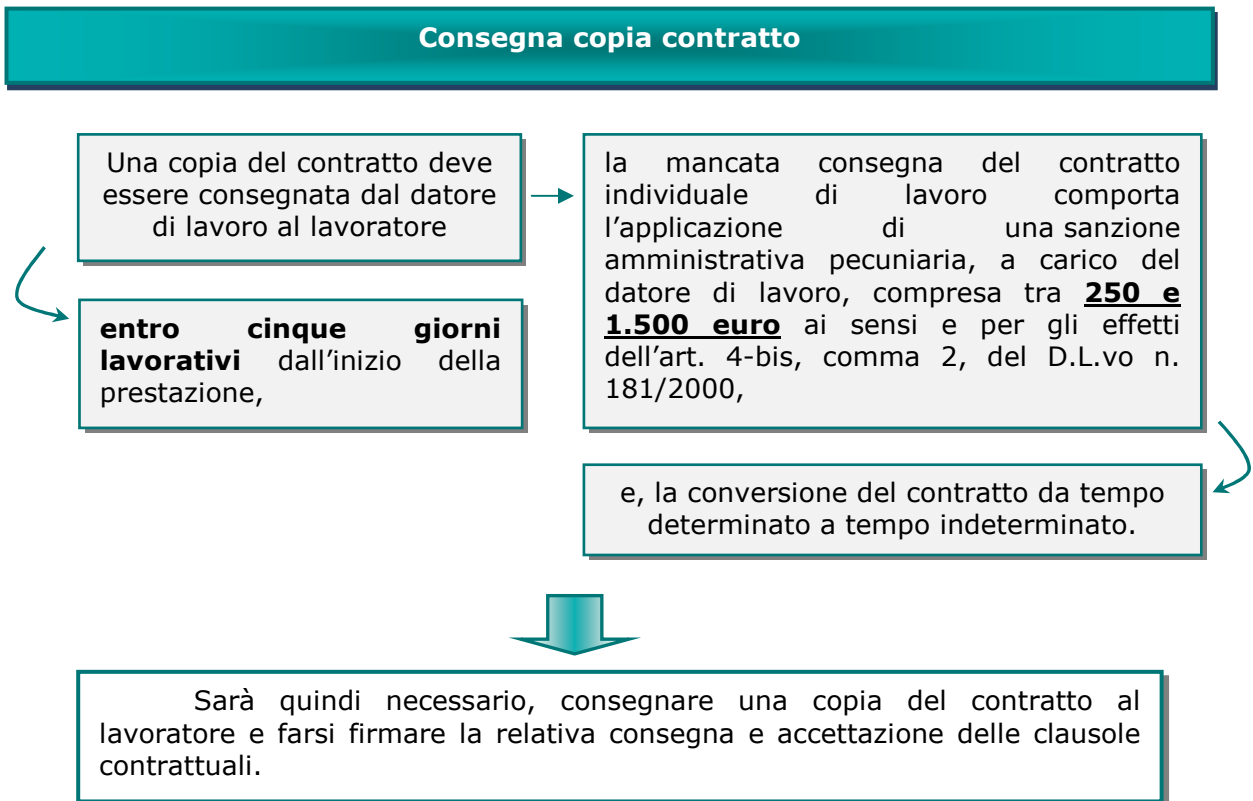 Consegna copia contratto
Una copia del contratto deve
essere consegnata dal datore
di lavoro al lavoratore
entro cinque giorni
lavorativi dall’inizio della
prestazione,
la mancata consegna del contratto
individuale di lavoro comporta
l’applicazione di una sanzione
amministrativa pecuniaria, a carico del
datore di lavoro, compresa tra 250 e
1.500 euro ai sensi e per gli effetti
dell’art. 4-bis, comma 2, del D.L.vo n.
181/2000,
e, la conversione del contratto da tempo
determinato a tempo indeterminato.
Sarà quindi necessario, consegnare una copia del contratto al
lavoratore e farsi firmare la relativa consegna e accettazione delle clausole
contrattuali.